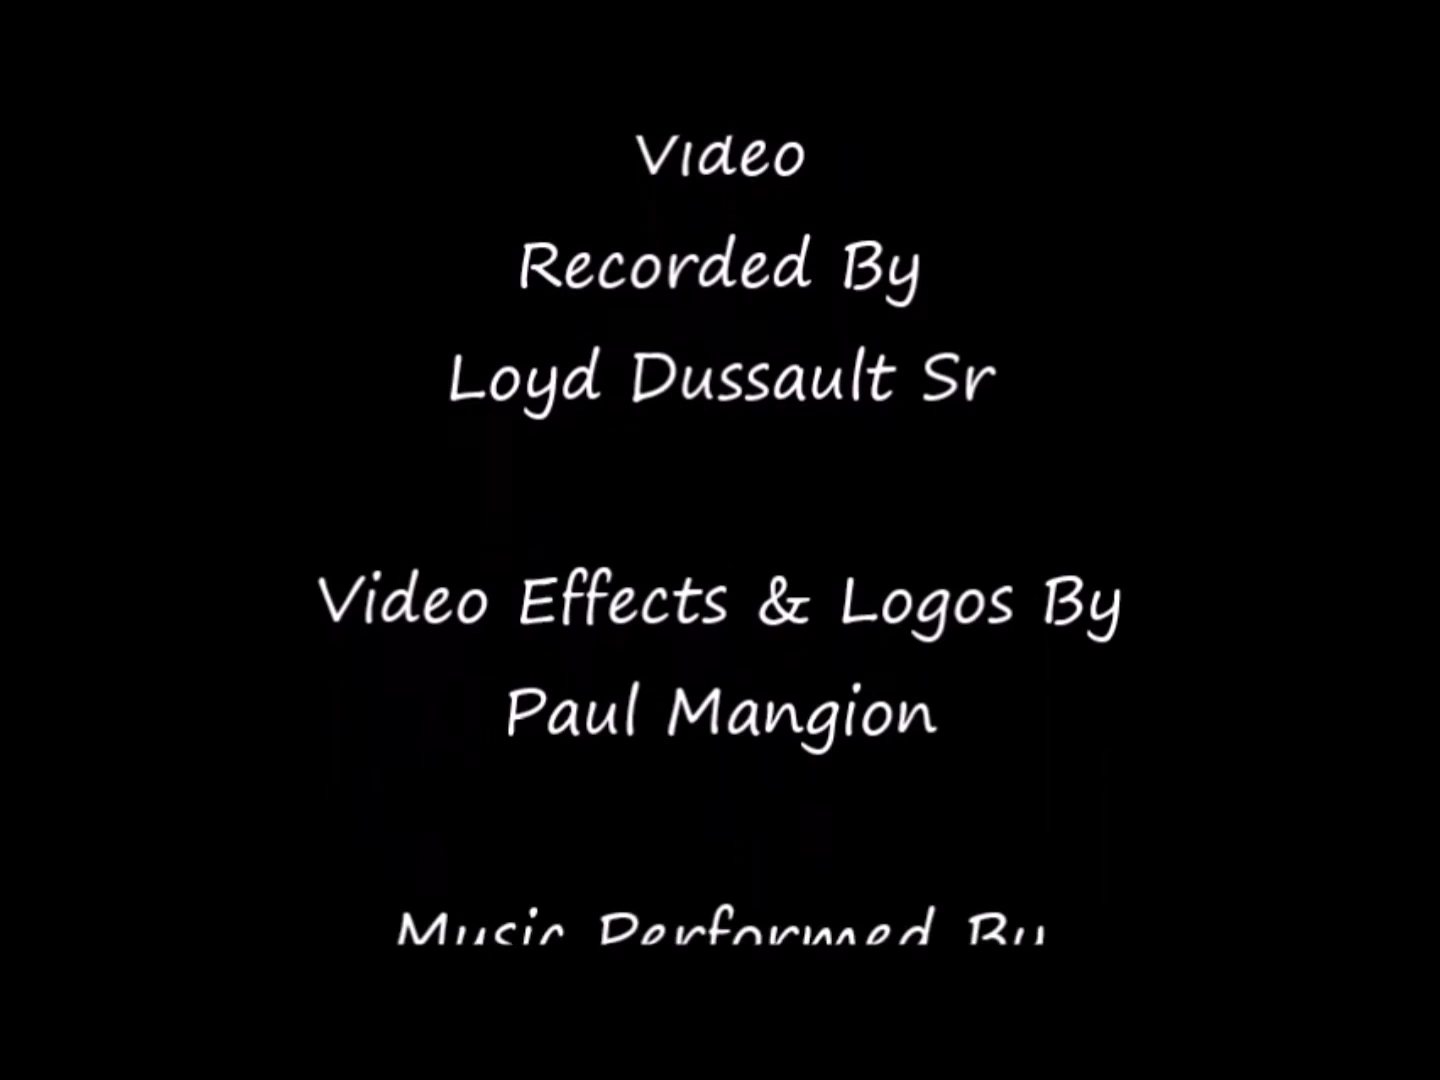 Video
Recorded By
Loyd Dussault Sr
Video Effects & Logos By
Paul Mangion
Music Performed By